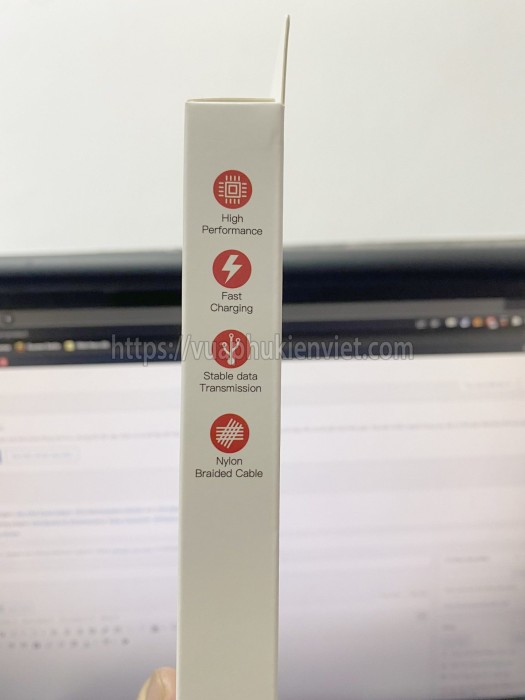 High
Performance
Fast
Charging
https://vuaphukienviet.com
Stable data
Transmission
Nylon
Braided Cable